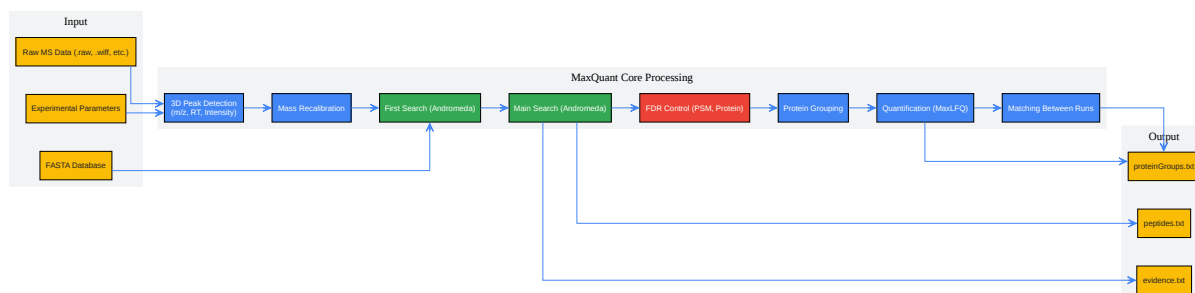 Input
Raw MS Data (.raw, .wiff, etc.)
Experimental Parameters
FASTA Database
MaxQuant Core Processing
3D Peak Detection
(m/z, RT, Intensity)
Mass Recalibration
First Search (Andromeda)
Main Search (Andromeda)
FDR Control (PSM, Protein)
Protein Grouping
Quantification (MaxLFQ)
Matching Between Runs
Output
proteinGroups.txt
peptides.txt
evidence.txt